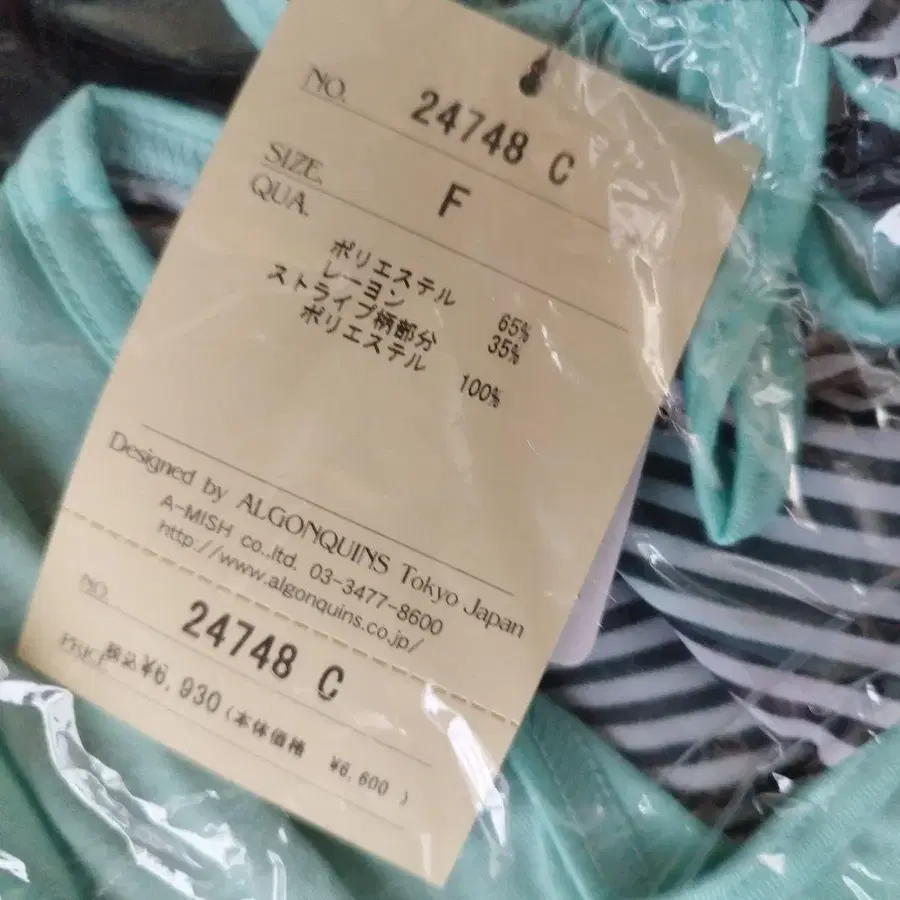 NO. 24748 C
SIZE. F
QUA.
ポリエステル 65%
レーヨン 35%
ストライプ柄部分
ポリエステル 100%
Designed by ALGONQUINS Tokyo Japan
A-MISH co.,ltd. 03-3477-8600
http://www.algonquins.co.jp/
NO. 24748 C
税込¥6,930(本体価格 ¥6,600 )